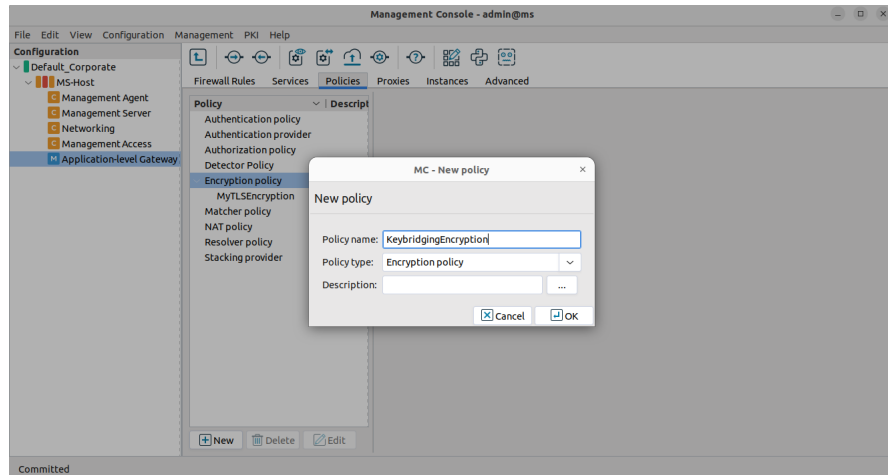 Management Console - admin@ms
File Edit View Configuration Management PKI Help
Configuration
Default_Corporate
MS-Host
C Management Agent
C Management Server
C Networking
C Management Access
M Application-level Gateway
Firewall Rules Services Policies Proxies Instances Advanced
Policy Descript
Authentication policy
Authentication provider
Authorization policy
Detector Policy
Encryption policy
MyTLSEncryption
Matcher policy
NAT policy
Resolver policy
Stacking provider
MC - New policy
New policy
Policy name: KeybridgingEncryption
Policy type: Encryption policy
Description: ...
Cancel OK
New Delete Edit
Committed